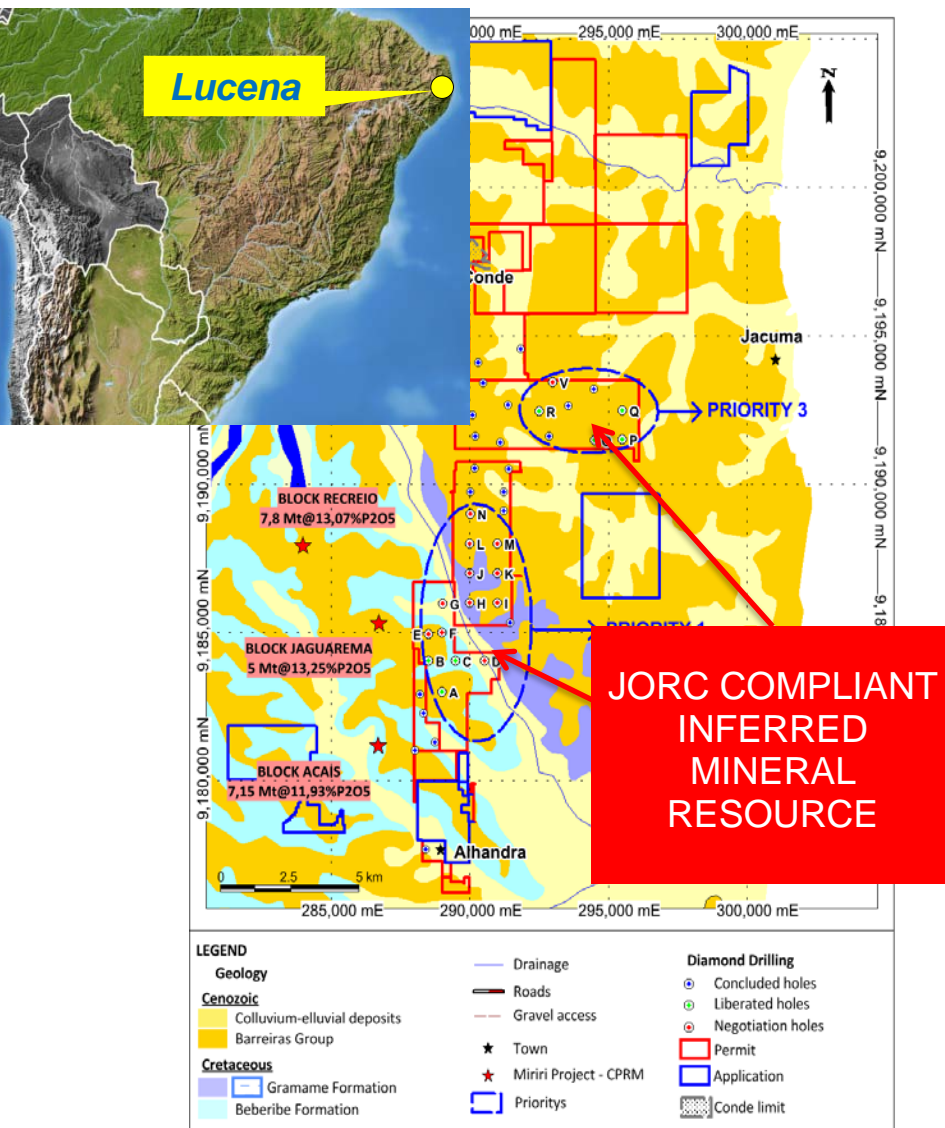 Lucena
000 mE
295,000 mE
300,000 mE
N
9,200,000 mN
Conde
9,195,000 mN
Jacuma
V
R
Q
P
PRIORITY 3
9,190,000 mN
9,190,000 mN
BLOCK RECREIO
7,8 Mt@13,07%P2O5
N
L
M
J
K
G
H
I
9,185,000 mN
9,18
PRIORITY 1
E
F
BLOCK JAGUAREMA
5 Mt@13,25%P2O5
B
C
D
A
JORC COMPLIANT
INFERRED
MINERAL
RESOURCE
9,180,000 mN
BLOCK ACAIS
7,15 Mt@11,93%P2O5
Alhandra
0
2.5
5 km
285,000 mE
290,000 mE
295,000 mE
300,000 mE
LEGEND
Geology
Cenozoic
Colluvium-elluvial deposits
Barreiras Group
Cretaceous
Gramame Formation
Beberibe Formation
Drainage
Roads
Gravel access
Town
Miriri Project - CPRM
Prioritys
Diamond Drilling
Concluded holes
Liberated holes
Negotiation holes
Permit
Application
Conde limit